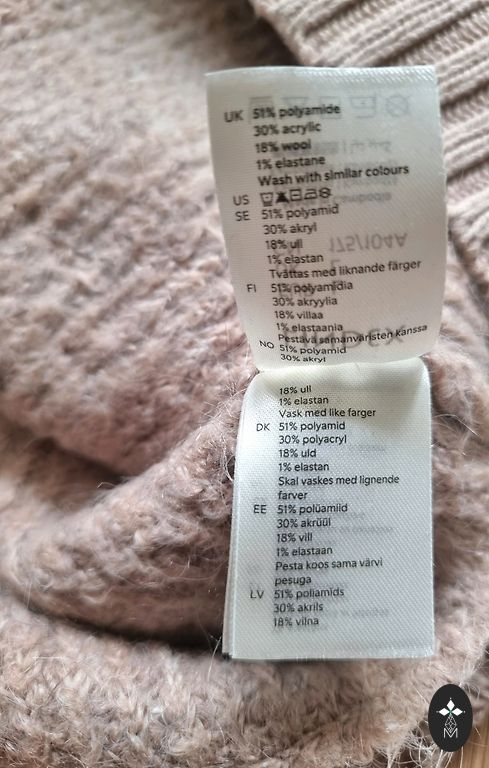 UK 51% polyamide
30% acrylic
18% wool
1% elastane
Wash with similar colours
US
SE 51% polyamid
30% akryl
18% ull
1% elastan
Tvättas med liknande färger
FI 51% polyamidia
30% akryylia
18% villaa
1% elastaania
Pestävä samanväristen kanssa
NO 51% polyamid
30% akryl
18% ull
1% elastan
Vask med like farger
DK 51% polyamid
30% polyacryl
18% uld
1% elastan
Skal vaskes med lignende
farver
EE 51% polüamiid
30% akrüül
18% vill
1% elastaan
Pesta koos sama värvi
pesuga
LV 51% poliamīds
30% akrils
18% vilna
175/104A
M